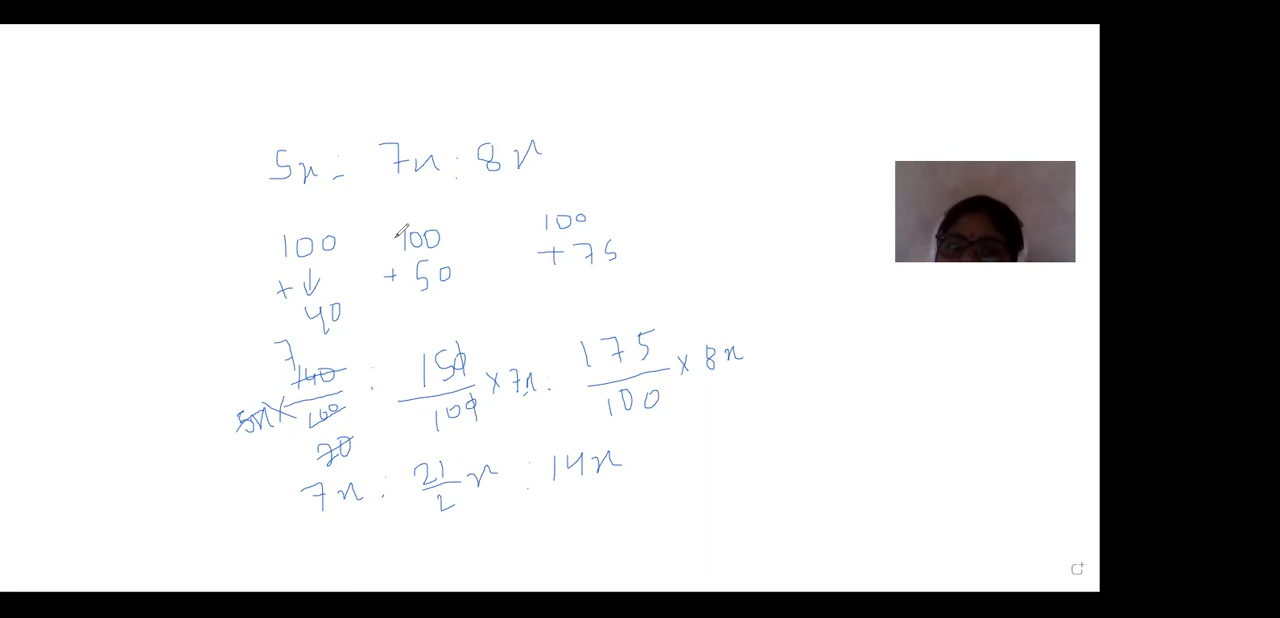 5x : 7x : 8x
100 100 100
+ ↓ + 50 + 75
40
7
5x × 140/100 : 150/100 × 7x : 175/100 × 8x
20
7x : 21/2 x : 14x